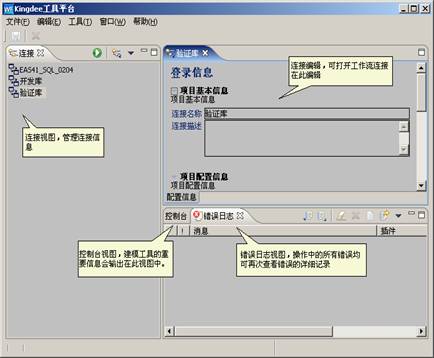 Kingdee工具平台
文件(F) 编辑(E) 工具(T) 窗口(W) 帮助(H)
连接
EAS41_SQL_0204
开发库
验证库
连接视图，管理连接信
息
验证库
登录信息
项目基本信息
项目基本信息
连接名称 验证库
连接描述
项目配置信息
项目配置信息
配置信息
连接编辑，可打开工作流连接
在此编辑
控制台 错误日志
! 消息 插件
控制台视图，建模工具的重
要信息会输出在此视图中。
错误日志视图，操作中的所有错误均
可再次查看错误的详细记录